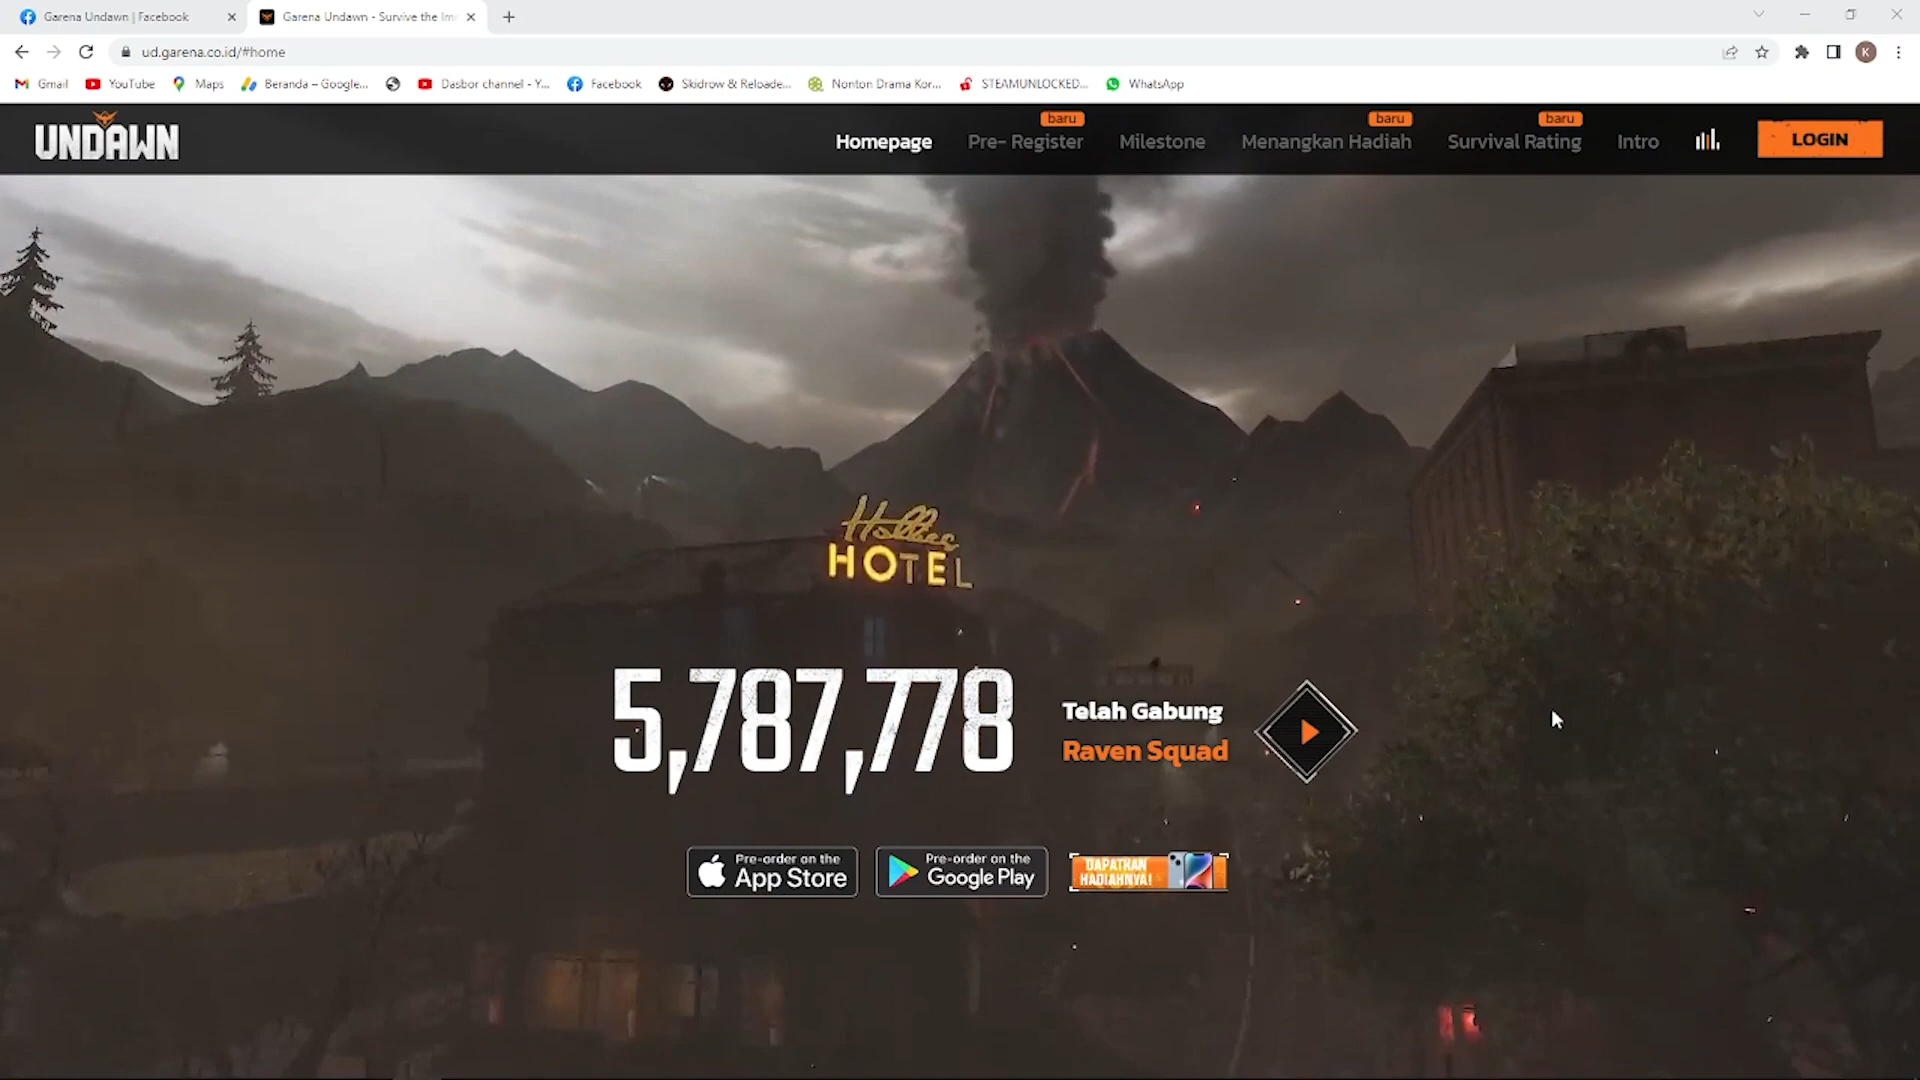 Garena Undawn | Facebook
Garena Undawn - Survive the Im
ud.garena.co.id/#home
K
Gmail
YouTube
Maps
Beranda – Google...
Dasbor channel - Y...
Facebook
Skidrow & Reloade...
Nonton Drama Kor...
STEAMUNLOCKED...
WhatsApp
UNDAWN
Homepage
Pre- Register
baru
Milestone
Menangkan Hadiah
baru
Survival Rating
baru
Intro
LOGIN
HOTEL
5,787,778
Telah Gabung
Raven Squad
Pre-order on the
App Store
Pre-order on the
Google Play
DAPATKAN
HADIAHNYA!